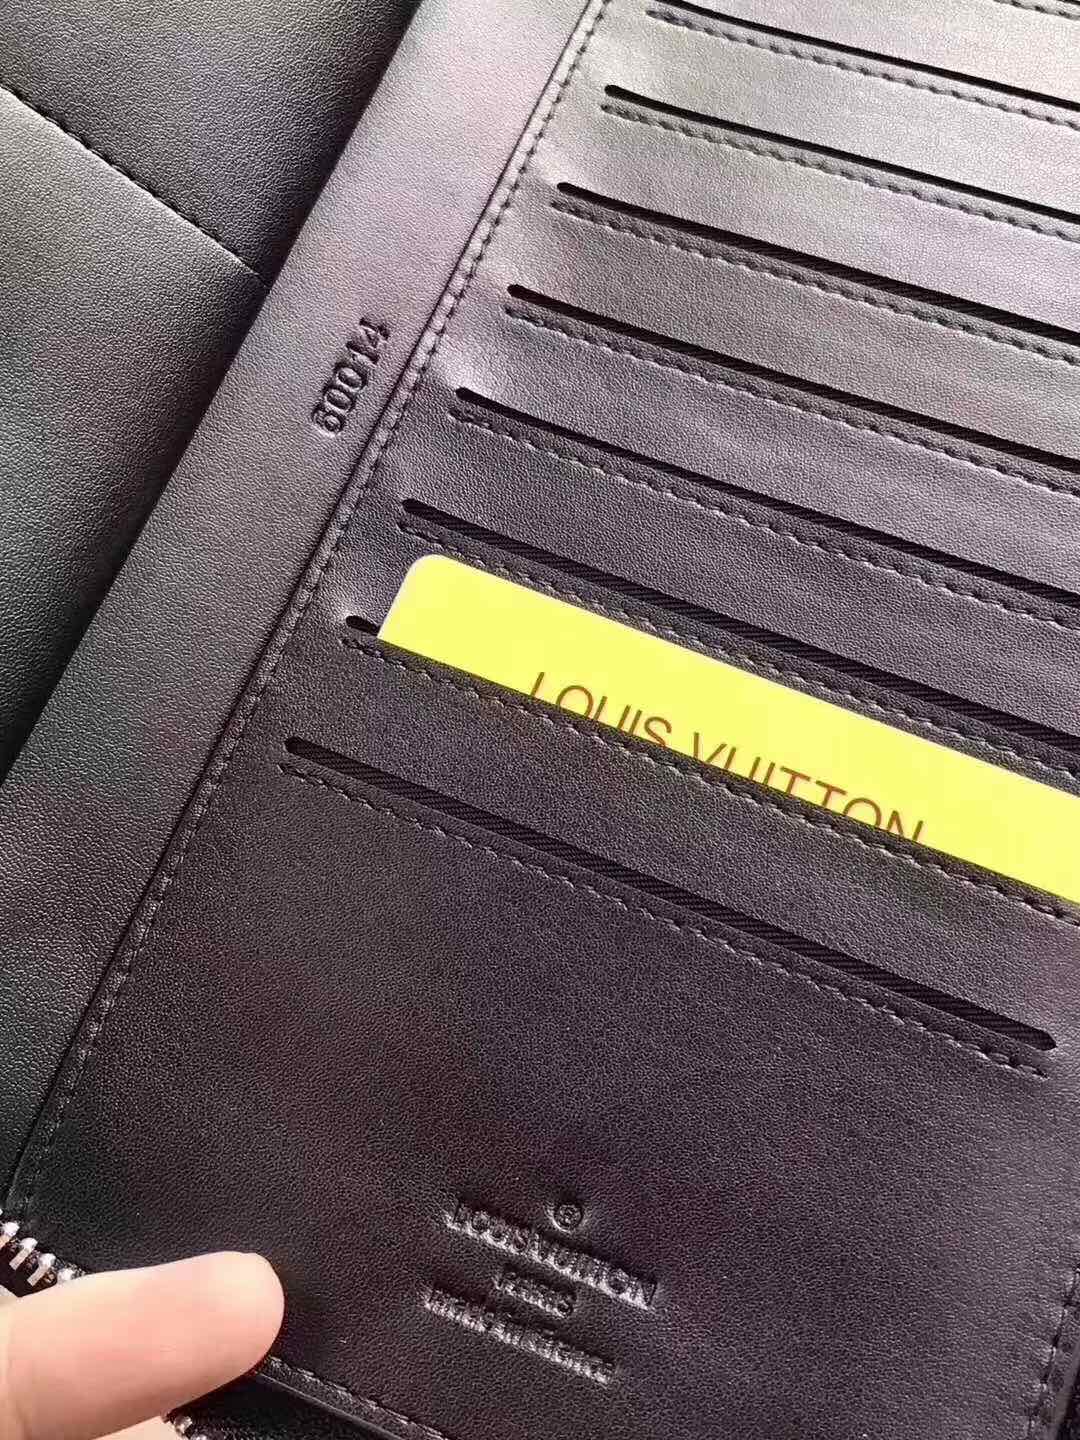 60014
LOUIS VUITTON
®
LOUIS VUITTON
PARIS
made in France